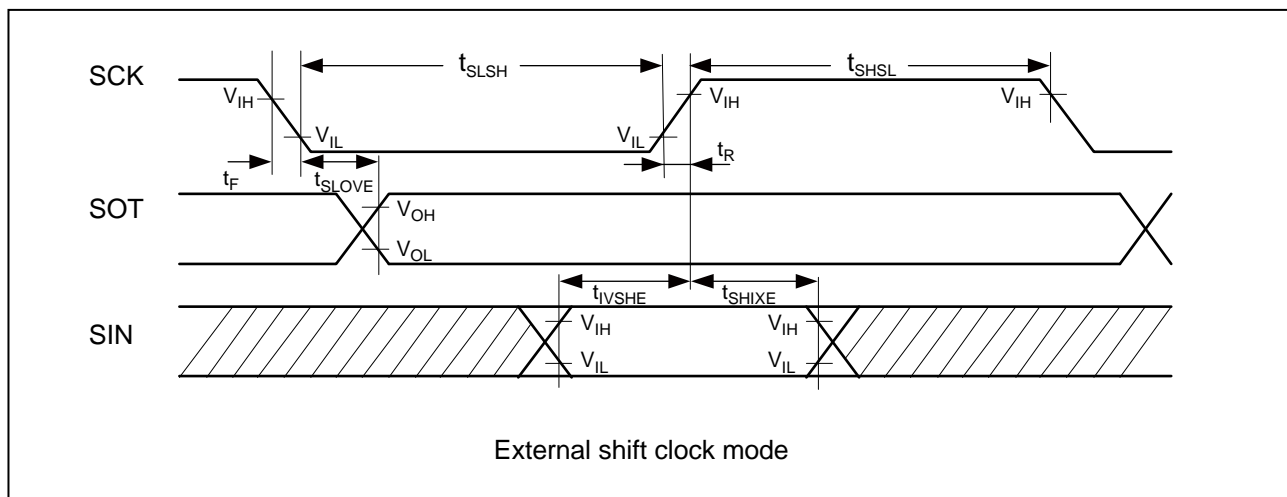 SCK
tSLSH
tSHSL
VIH
VIH
VIH
VIL
VIL
tR
tF
tSLOVE
SOT
VOH
VOL
tIVSHE
tSHIXE
SIN
VIH
VIH
VIL
VIL
External shift clock mode